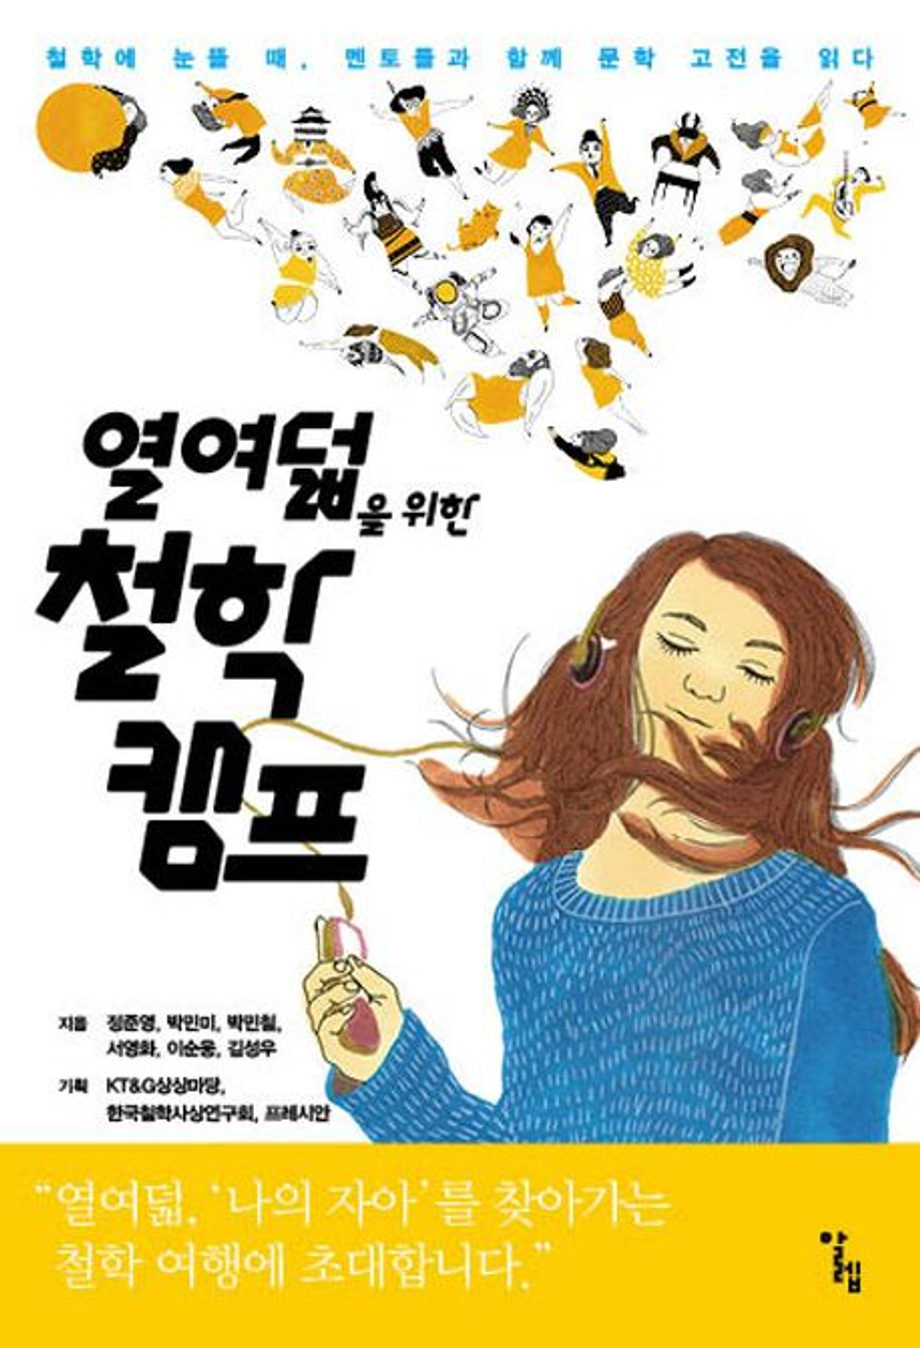 철학에 눈뜰 때, 멘토들과 함께 문학 고전을 읽다
열여덟을 위한
철학
캠프
지음 정준영, 박민미, 박민철,
서영화, 이순웅, 김성우
기획 KT&G상상마당,
한국철학사상연구회, 프레시안
“열여덟, ‘나의 자아’를 찾아가는
철학 여행에 초대합니다.”
알렙